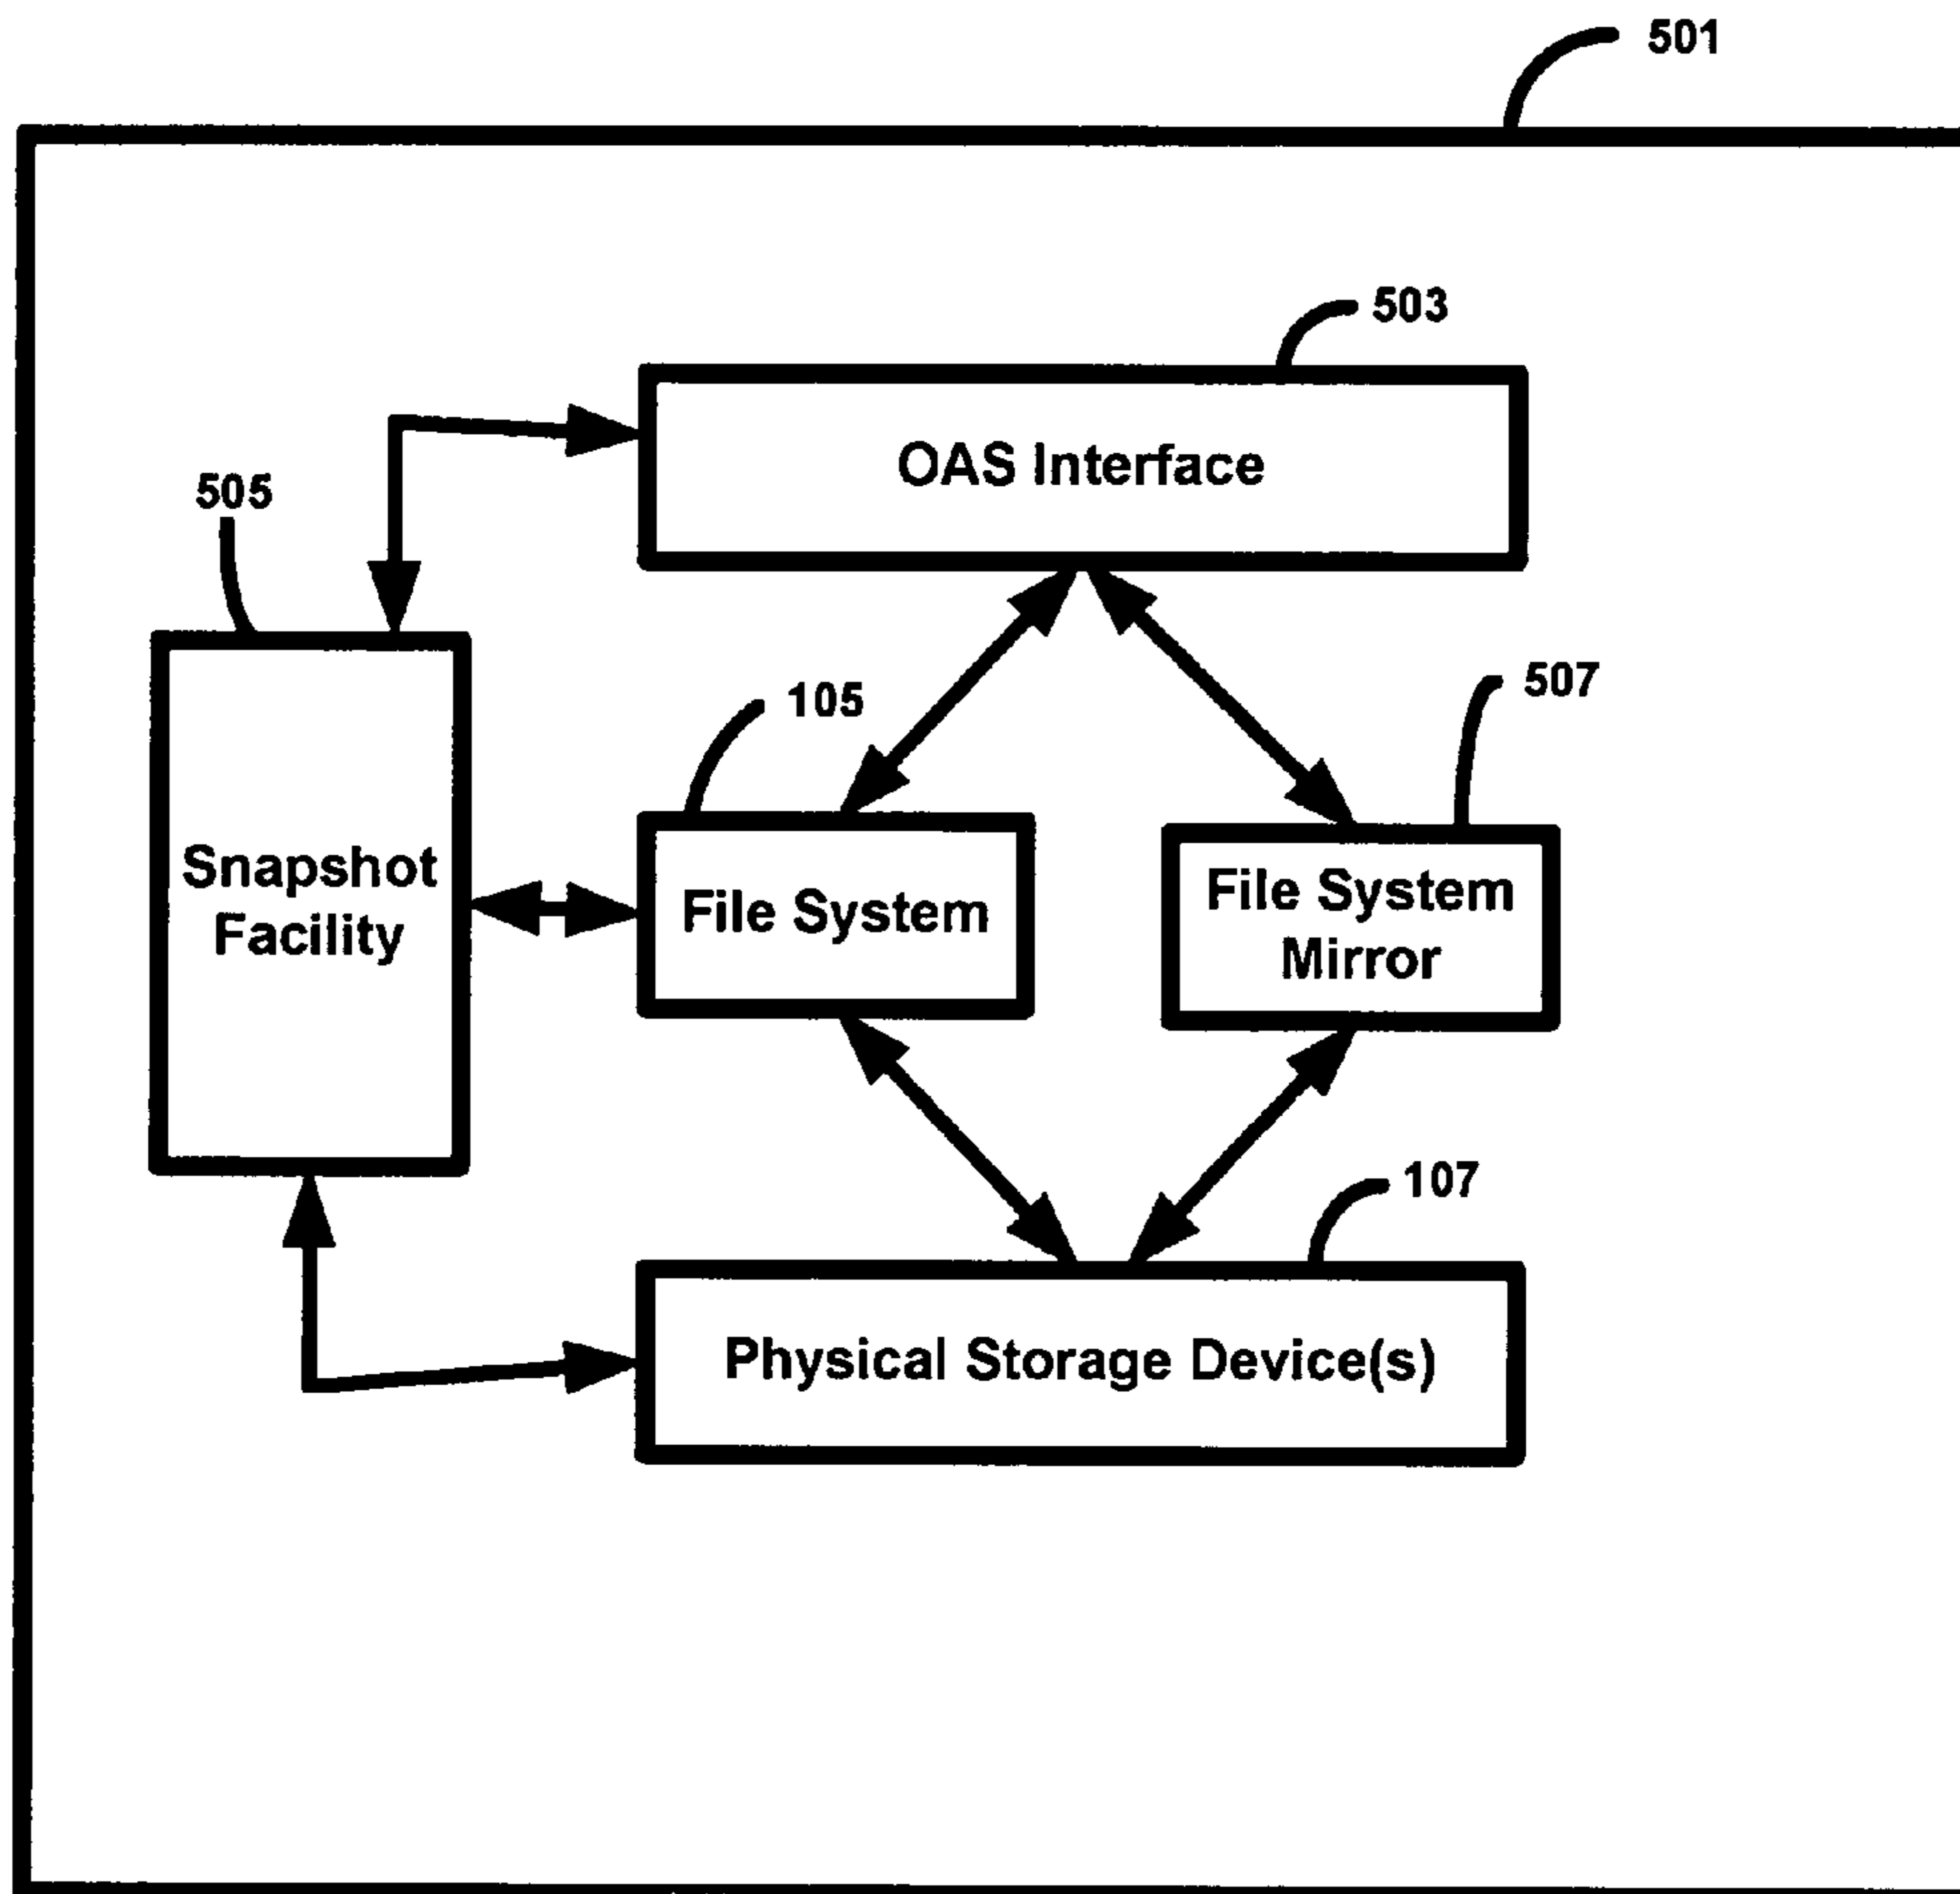 501
503
OAS Interface
505
105
507
Snapshot
Facility
File System
File System
Mirror
107
Physical Storage Device(s)